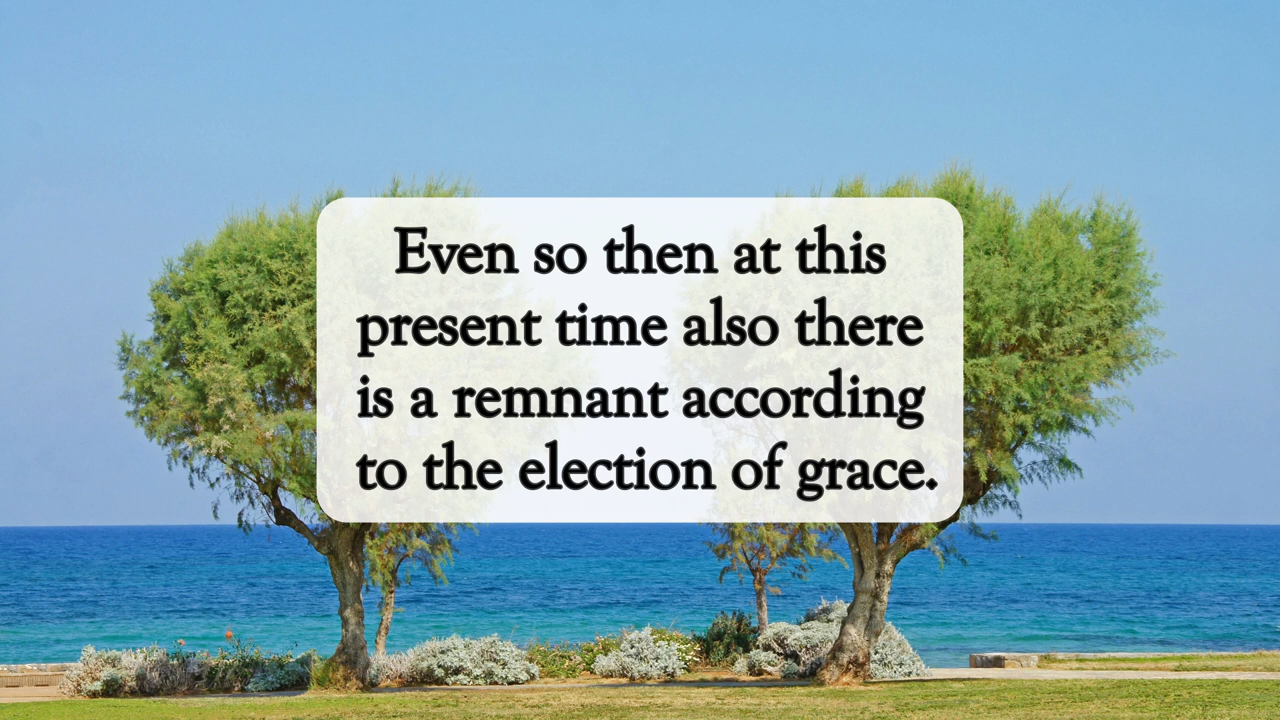 Even so then at this
present time also there
is a remnant according
to the election of grace.